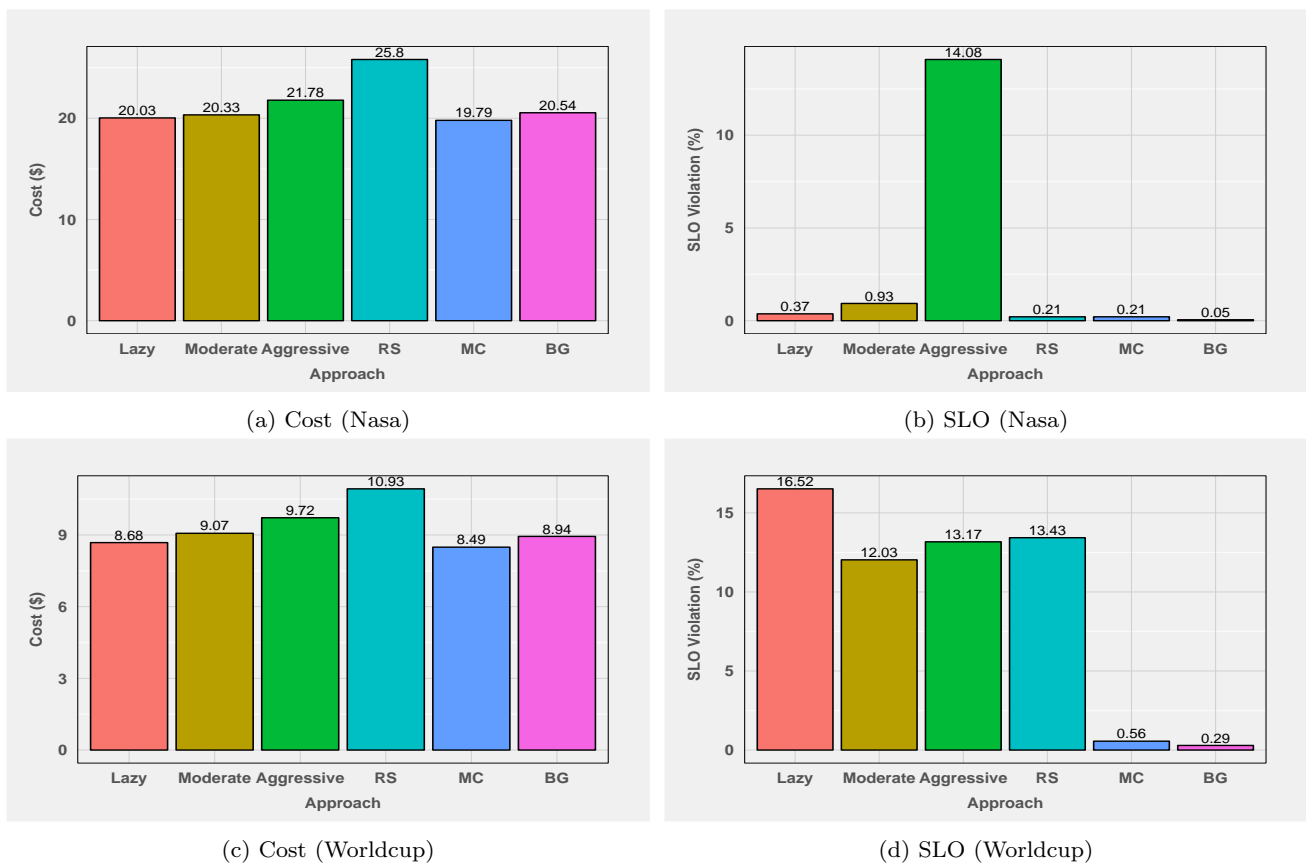 25.8
21.78
20.03 20.33 19.79 20.54
20
10
0
Cost ($)
Lazy Moderate Aggressive RS MC BG
Approach
(a) Cost (Nasa)
14.08
10
5
0
SLO Violation (%)
0.37 0.93 0.21 0.21 0.05
Lazy Moderate Aggressive RS MC BG
Approach
(b) SLO (Nasa)
10.93
9.72
8.68 9.07 8.49 8.94
9
6
3
0
Cost ($)
Lazy Moderate Aggressive RS MC BG
Approach
(c) Cost (Worldcup)
16.52
12.03 13.17 13.43
15
10
5
0
SLO Violation (%)
0.56 0.29
Lazy Moderate Aggressive RS MC BG
Approach
(d) SLO (Worldcup)